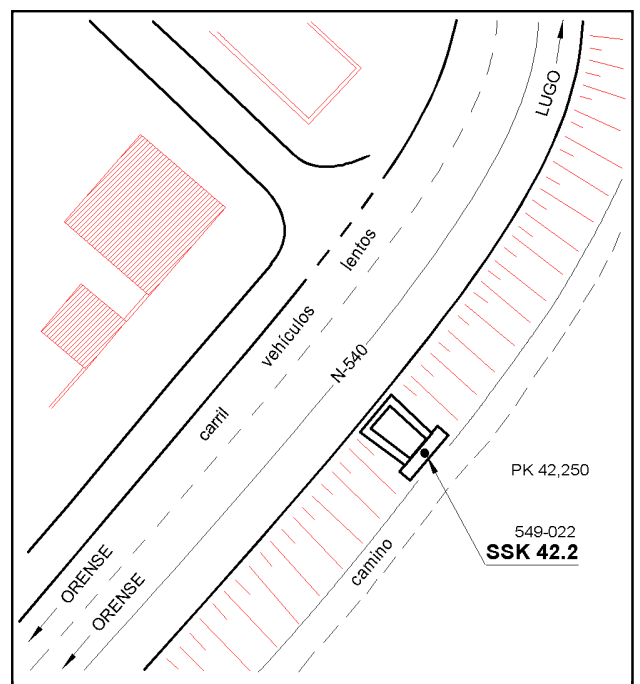 LUGO
carril vehículos lentos
N-540
PK 42,250
549-022
SSK 42.2
camino
ORENSE
ORENSE